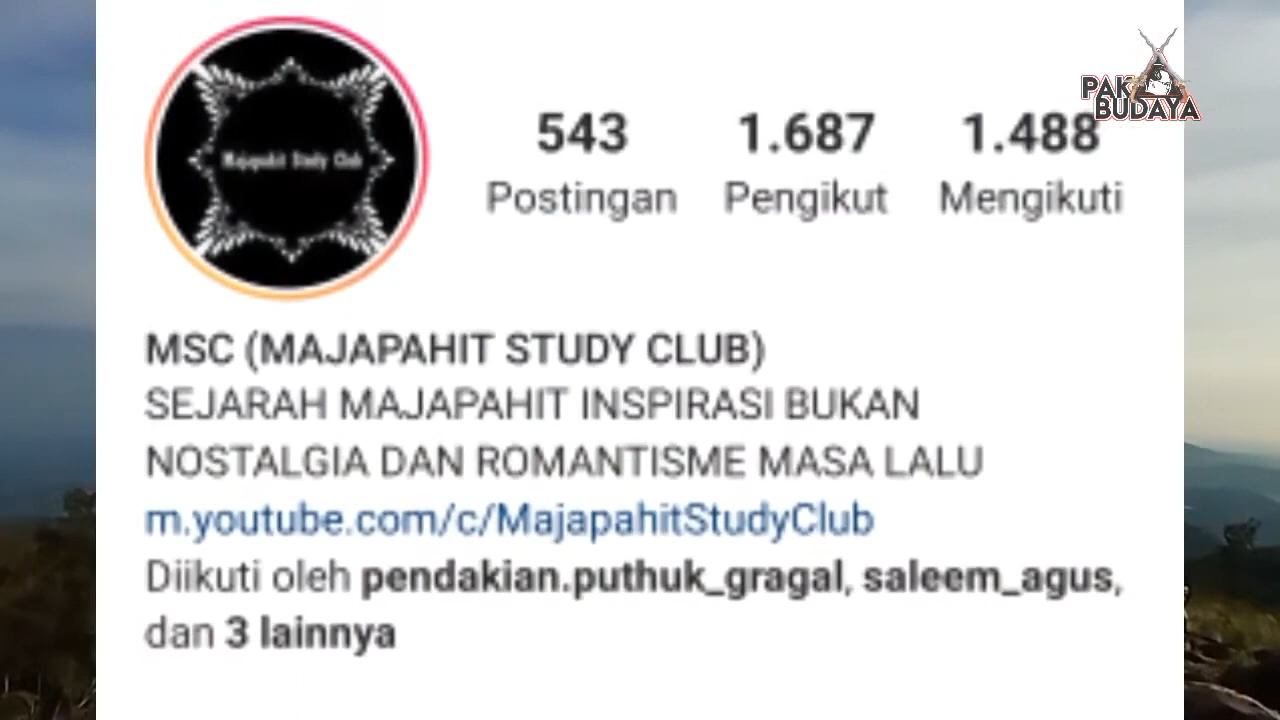 PAK
BUDAYA
Majapahit Study Club
543 1.687 1.488
Postingan Pengikut Mengikuti
MSC (MAJAPAHIT STUDY CLUB)
SEJARAH MAJAPAHIT INSPIRASI BUKAN
NOSTALGIA DAN ROMANTISME MASA LALU
m.youtube.com/c/MajapahitStudyClub
Diikuti oleh pendakian.puthuk_gragal, saleem_agus,
dan 3 lainnya